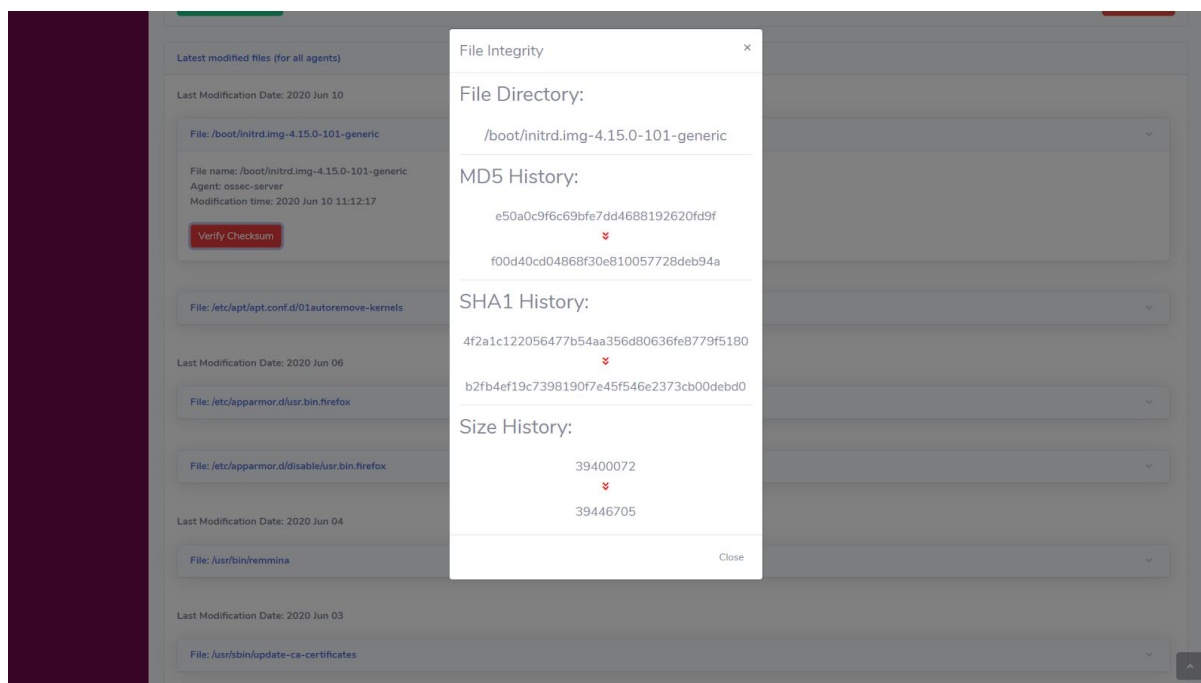 Latest modified files (for all agents)
Last Modification Date: 2020 Jun 10
File: /boot/initrd.img-4.15.0-101-generic
File name: /boot/initrd.img-4.15.0-101-generic
Agent: ossec-server
Modification time: 2020 Jun 10 11:12:17
Verify Checksum
File: /etc/apt/apt.conf.d/01autoremove-kernels
Last Modification Date: 2020 Jun 06
File: /etc/apparmor.d/usr.bin.firefox
File: /etc/apparmor.d/disable/usr.bin.firefox
Last Modification Date: 2020 Jun 04
File: /usr/bin/remmina
Last Modification Date: 2020 Jun 03
File: /usr/sbin/update-ca-certificates
File Integrity
×
File Directory:
/boot/initrd.img-4.15.0-101-generic
MD5 History:
e50a0c9f6c69bfe7dd4688192620fd9f
f00d40cd04868f30e810057728deb94a
SHA1 History:
4f2a1c122056477b54aa356d80636fe8779f5180
b2fb4ef19c7398190f7e45f546e2373cb00debd0
Size History:
39400072
39446705
Close